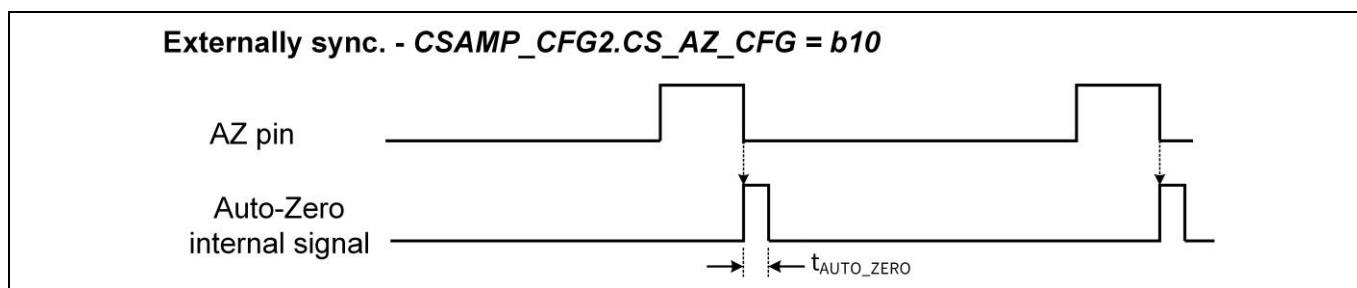 Externally sync. - CSAMP_CFG2.CS_AZ_CFG = b10
AZ pin
Auto-Zero
internal signal
tAUTO_ZERO